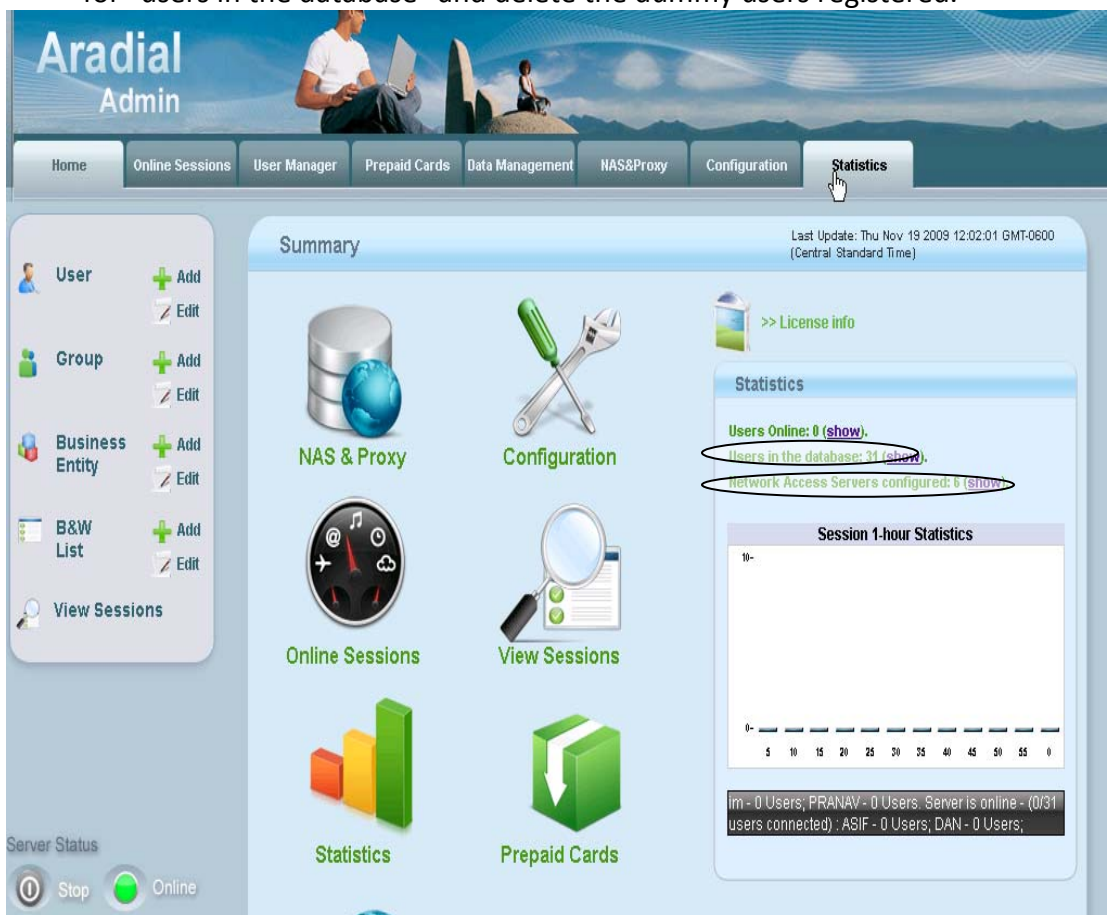 for "users in the database" and delete the dummy users registered.
Aradial
Admin
Home
Online Sessions
User Manager
Prepaid Cards
Data Management
NAS&Proxy
Configuration
Statistics
User
Add
Edit
Group
Add
Edit
Business
Entity
Add
Edit
B&W
List
Add
Edit
View Sessions
Server Status
Stop
Online
Summary
Last Update: Thu Nov 19 2009 12:02:01 GMT-0600
(Central Standard Time)
NAS & Proxy
Configuration
Online Sessions
View Sessions
Statistics
Prepaid Cards
>> License info
Statistics
Users Online: 0 (show).
Users in the database: 31 (show).
Network Access Servers configured: 6 (show).
Session 1-hour Statistics
10-
0-
5 10 15 20 25 30 35 40 45 50 55 0
im - 0 Users; PRANAV - 0 Users. Server is online - (0/31
users connected) : ASIF - 0 Users; DAN - 0 Users;